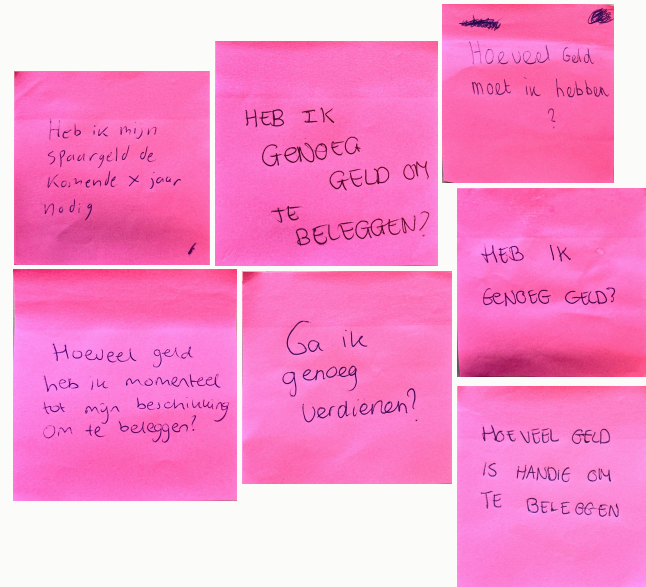 Heb ik mijn
spaargeld de
komende x jaar
nodig
HEB IK
GENOEG
GELD OM
TE
BELEGGEN?
Hoeveel Geld
moet ik hebben
?
HEB IK
GENOEG GELD?
Hoeveel geld
heb ik momenteel
tot mijn beschikking
om te beleggen?
Ga ik
genoeg
verdienen?
HOEVEEL GELD
IS HANDIG OM
TE BELEGGEN